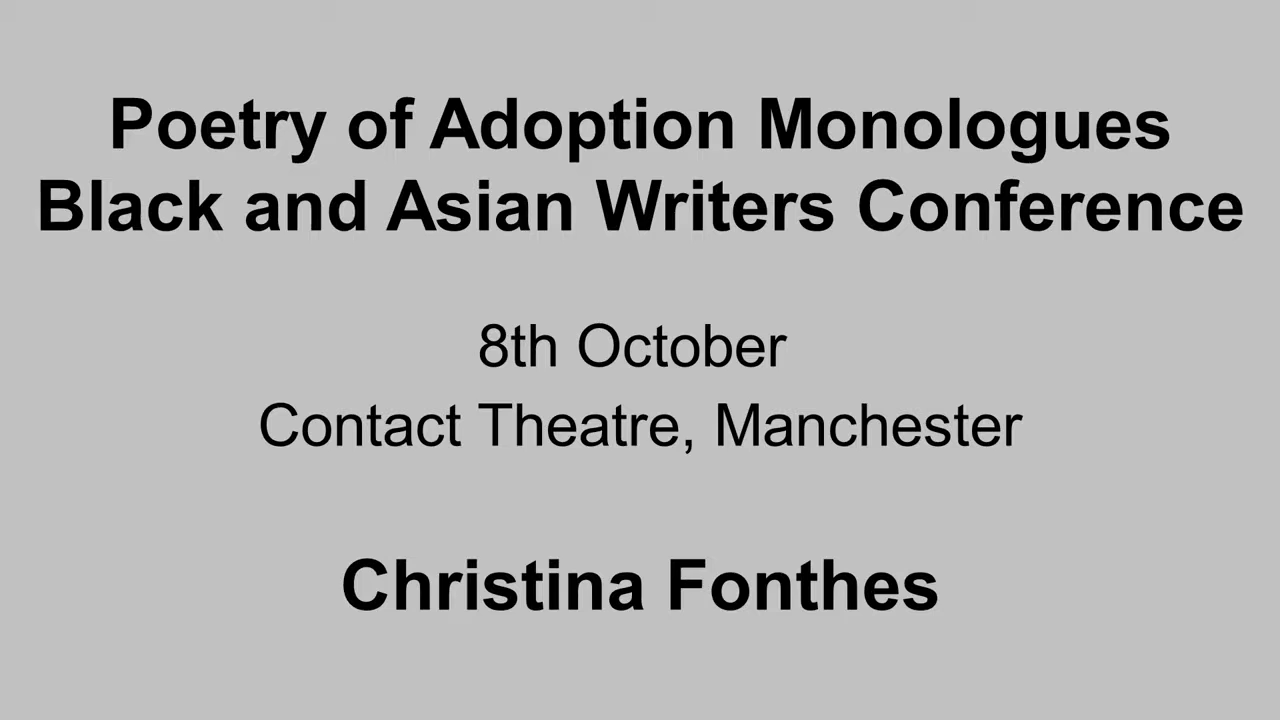 Poetry of Adoption Monologues
Black and Asian Writers Conference
8th October
Contact Theatre, Manchester
Christina Fonthes